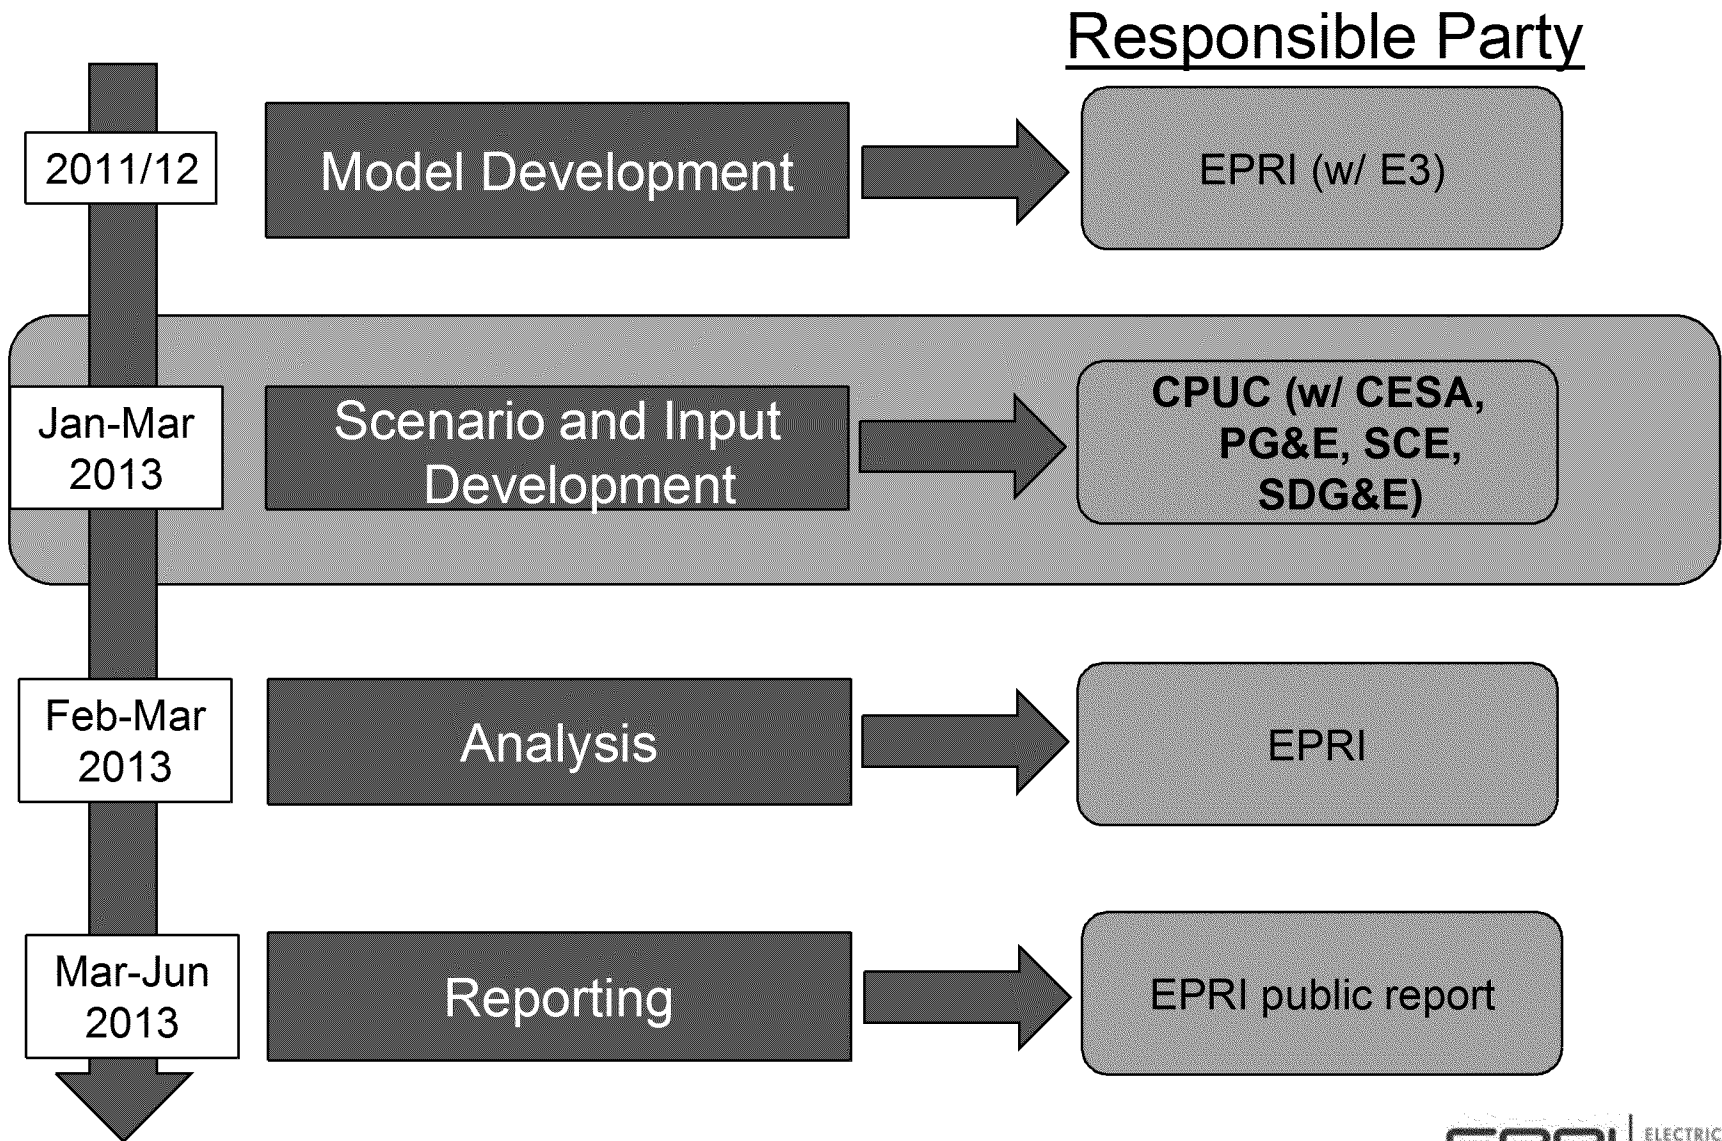 Responsible Party
2011/12
Model Development
EPRI (w/ E3)
Jan-Mar
2013
Scenario and Input
Development
CPUC (w/ CESA,
PG&E, SCE,
SDG&E)
Feb-Mar
2013
Analysis
EPRI
Mar-Jun
2013
Reporting
EPRI public report
ELECTRIC